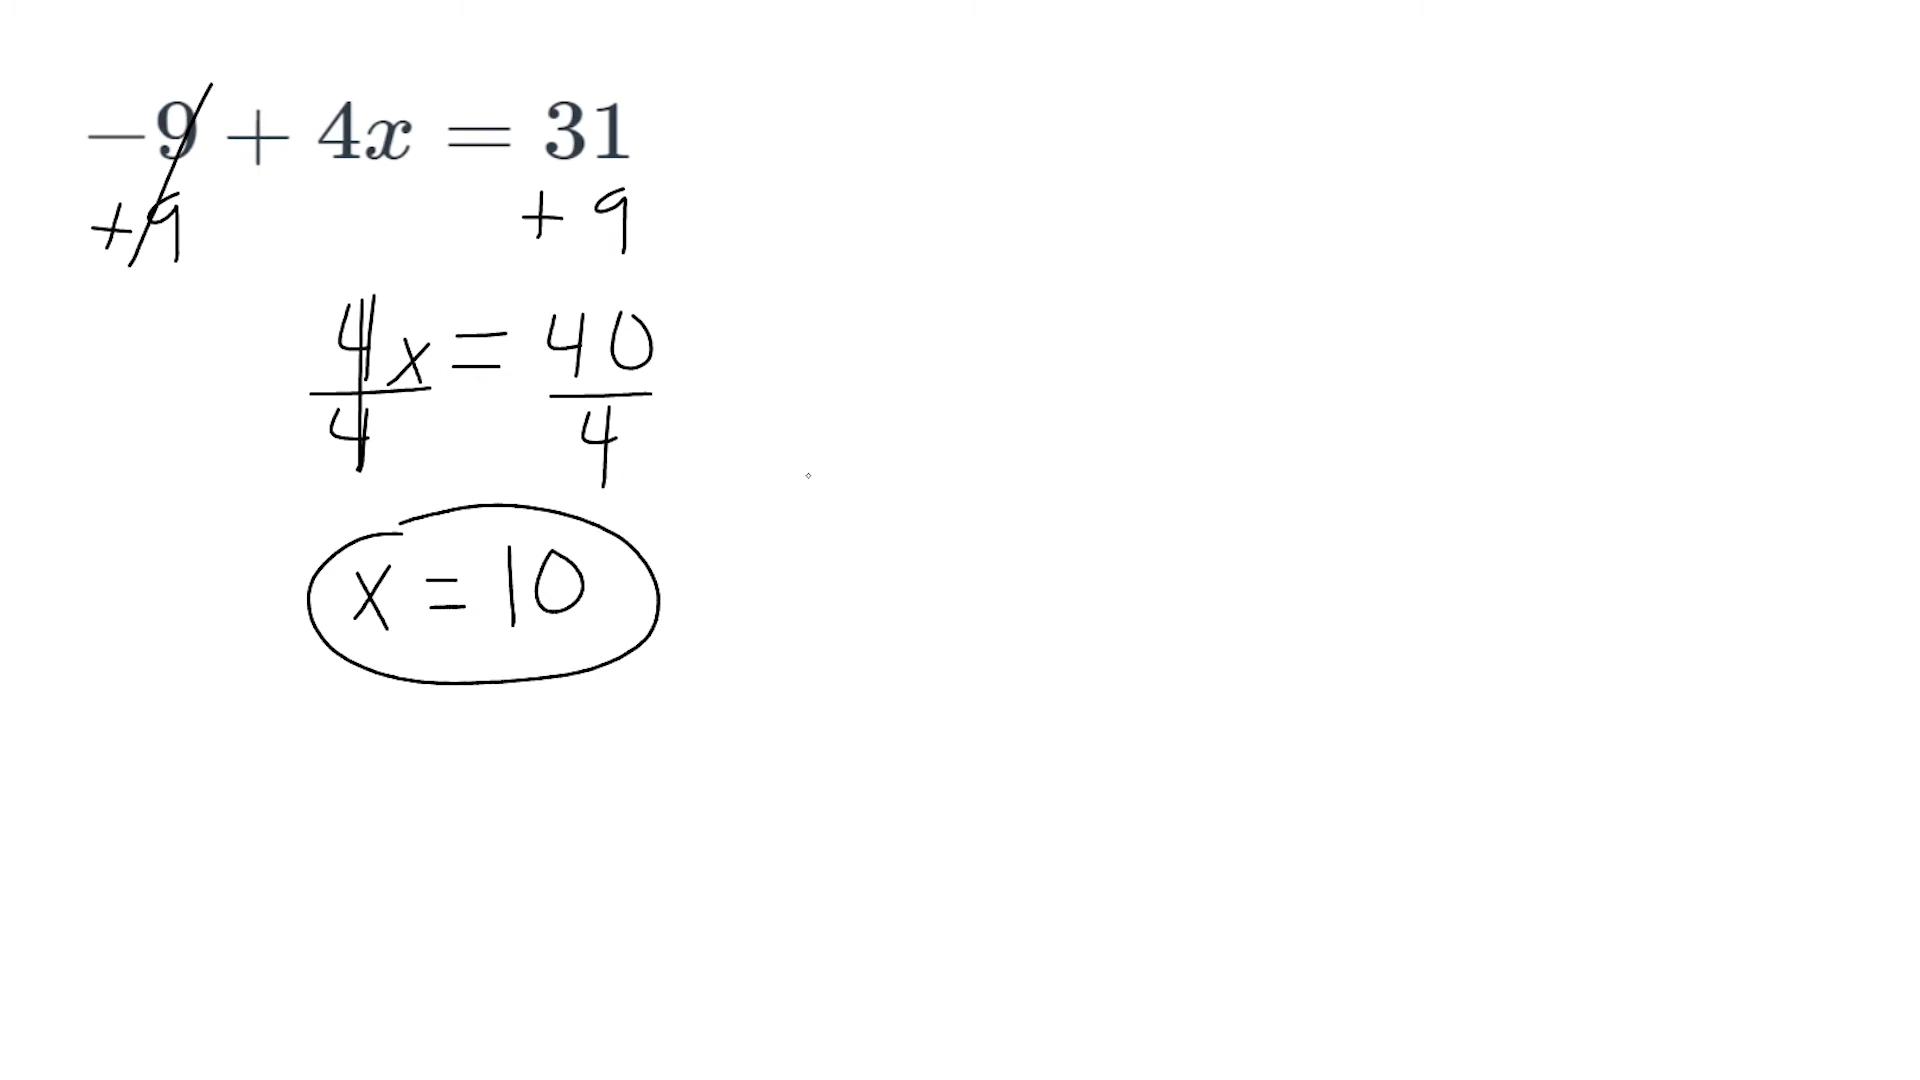 −9 + 4x = 31
+9 +9
4x = 40
4 4
x = 10